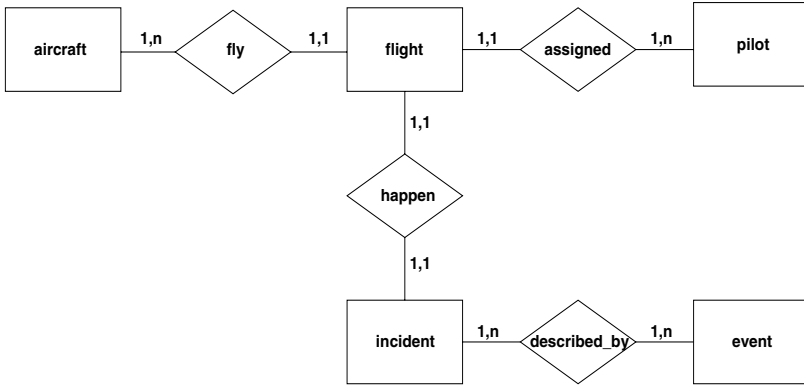 aircraft 1,n fly 1,1 flight 1,1 assigned 1,n pilot
1,1
happen
1,1
incident 1,n described_by 1,n event